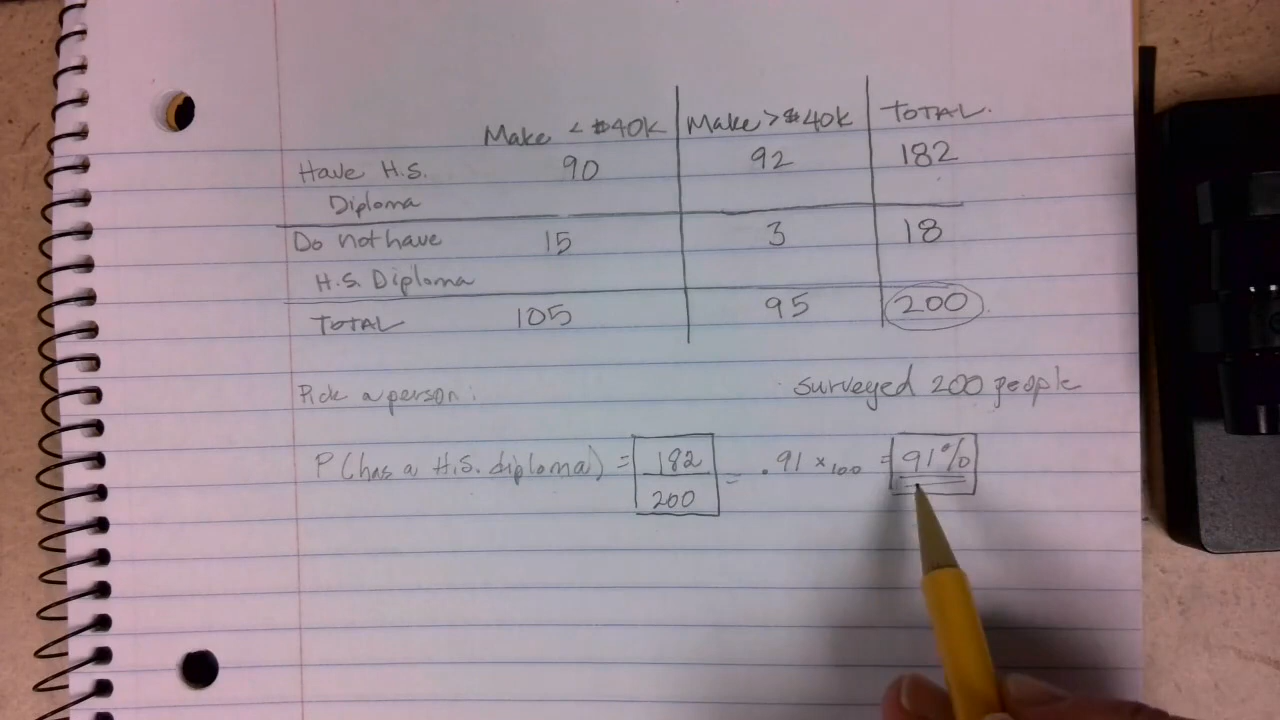 Make < $40k Make > $40k TOTAL.
Have H.S. 90 92 182
Diploma
Do not have 15 3 18
H.S. Diploma
TOTAL 105 95 200
Pick a person: surveyed 200 people
P(has a H.S. diploma) = 182/200 = .91 × 100 = 91%